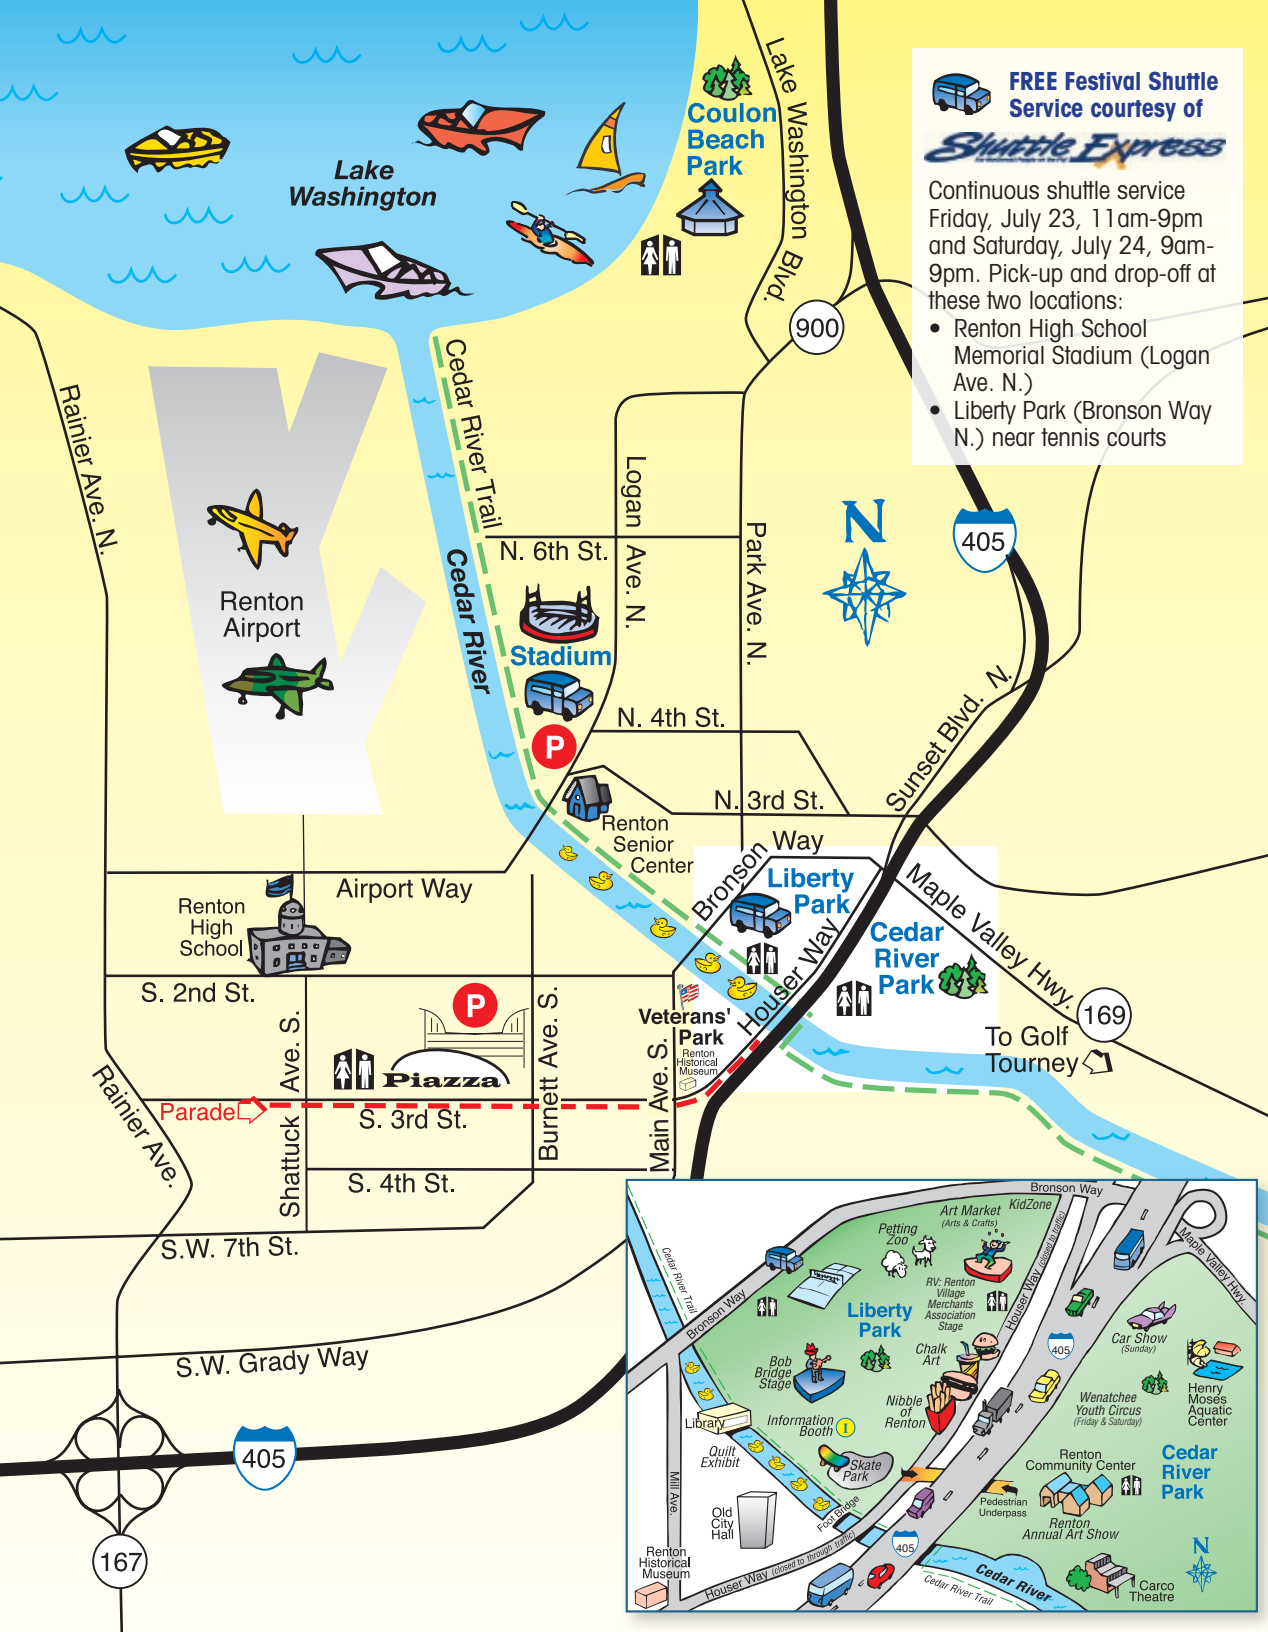 Lake
Washington
Coulon
Beach
Park
Lake Washington Blvd.
900
FREE Festival Shuttle
Service courtesy of
Shuttle Express
Continuous shuttle service
Friday, July 23, 11am-9pm
and Saturday, July 24, 9am-
9pm. Pick-up and drop-off at
these two locations:
• Renton High School
Memorial Stadium (Logan
Ave. N.)
• Liberty Park (Bronson Way
N.) near tennis courts
Rainier Ave. N.
Cedar River Trail
Cedar River
Logan Ave. N.
Park Ave. N.
N
405
N. 6th St.
Renton
Airport
Stadium
N. 4th St.
P
Sunset Blvd. N.
N. 3rd St.
Renton
Senior
Center
Bronson Way
Airport Way
Liberty
Park
Maple Valley Hwy.
Renton
High
School
Cedar
River
Park
Houser Way
S. 2nd St.
P
Veterans'
Park
Renton
Historical
Museum
169
To Golf
Tourney
Piazza
Shattuck Ave. S.
Burnett Ave. S.
Main Ave. S.
Rainier Ave.
Parade
S. 3rd St.
S. 4th St.
S.W. 7th St.
S.W. Grady Way
405
167
Bronson Way
KidZone
Art Market
(Arts & Crafts)
Petting
Zoo
Cedar River Trail
Maple Valley Hwy.
Houser Way (closed to traffic)
RV: Renton
Village
Merchants
Association
Stage
Bronson Way
Liberty
Park
Car Show
(Sunday)
405
Chalk
Art
Bob
Bridge
Stage
Henry
Moses
Aquatic
Center
Wenatchee
Youth Circus
(Friday & Saturday)
Nibble
of
Renton
Library
Information
Booth
I
Quilt
Exhibit
Skate
Park
Renton
Community Center
Cedar
River
Park
Mill Ave.
Old
City
Hall
Foot Bridge
Pedestrian
Underpass
Renton
Annual Art Show
405
N
Renton
Historical
Museum
Houser Way (closed to through traffic)
Cedar River
Cedar River Trail
Carco
Theatre